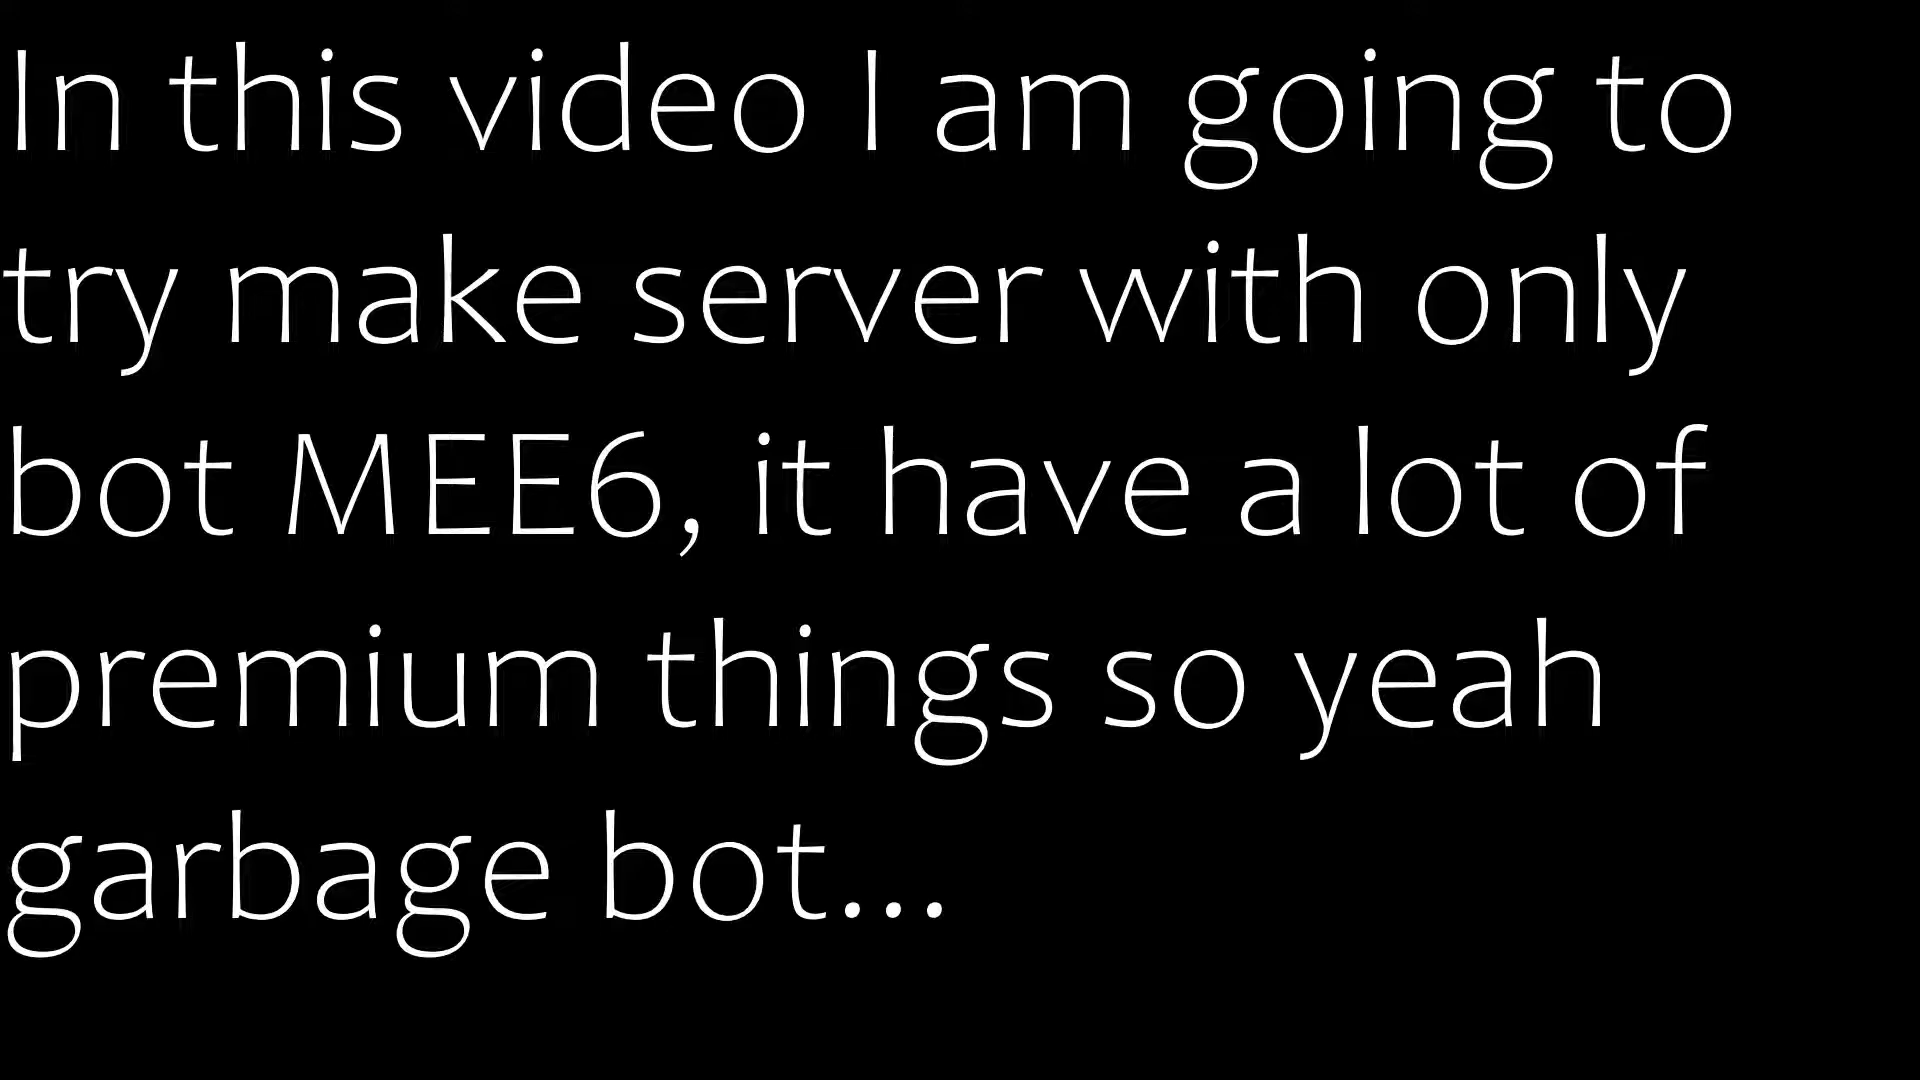 In this video I am going to
try make server with only
bot MEE6, it have a lot of
premium things so yeah
garbage bot...